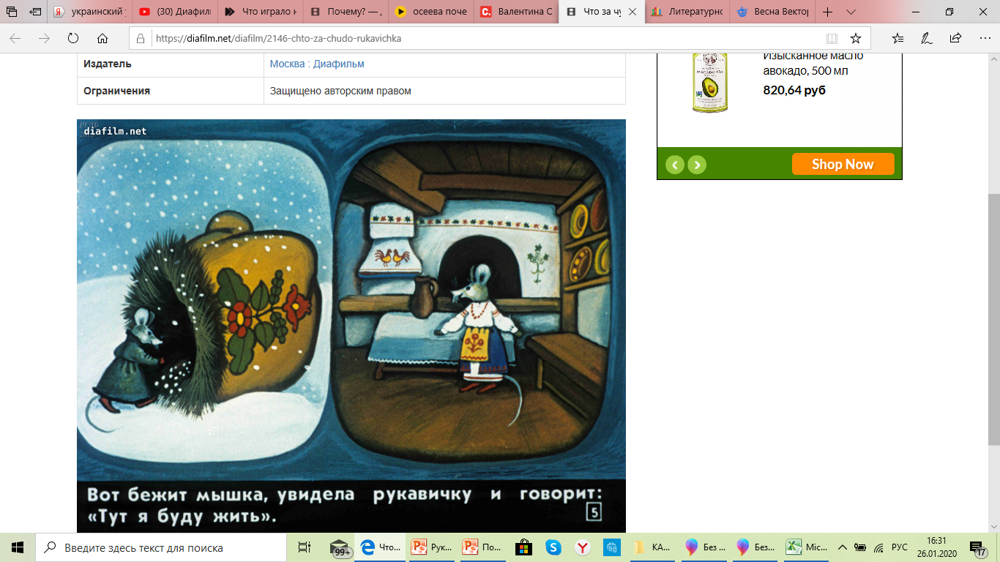 украинский у
(30) Диафил
Что играло н
Почему? — д
осеева поче
Валентина О
Что за чу
Литературно
Весна Вектор
https://diafilm.net/diafilm/2146-chto-za-chudo-rukavichka
Издатель
Москва : Диафильм
Ограничения
Защищено авторским правом
Изысканное масло
авокадо, 500 мл
820,64 руб
Shop Now
diafilm.net
Вот бежит мышка, увидела рукавичку и говорит:
«Тут я буду жить».
5
Введите здесь текст для поиска
99+
Что...
Рук...
По...
КА...
Без ...
Без...
Mic...
РУС
16:31
26.01.2020
17